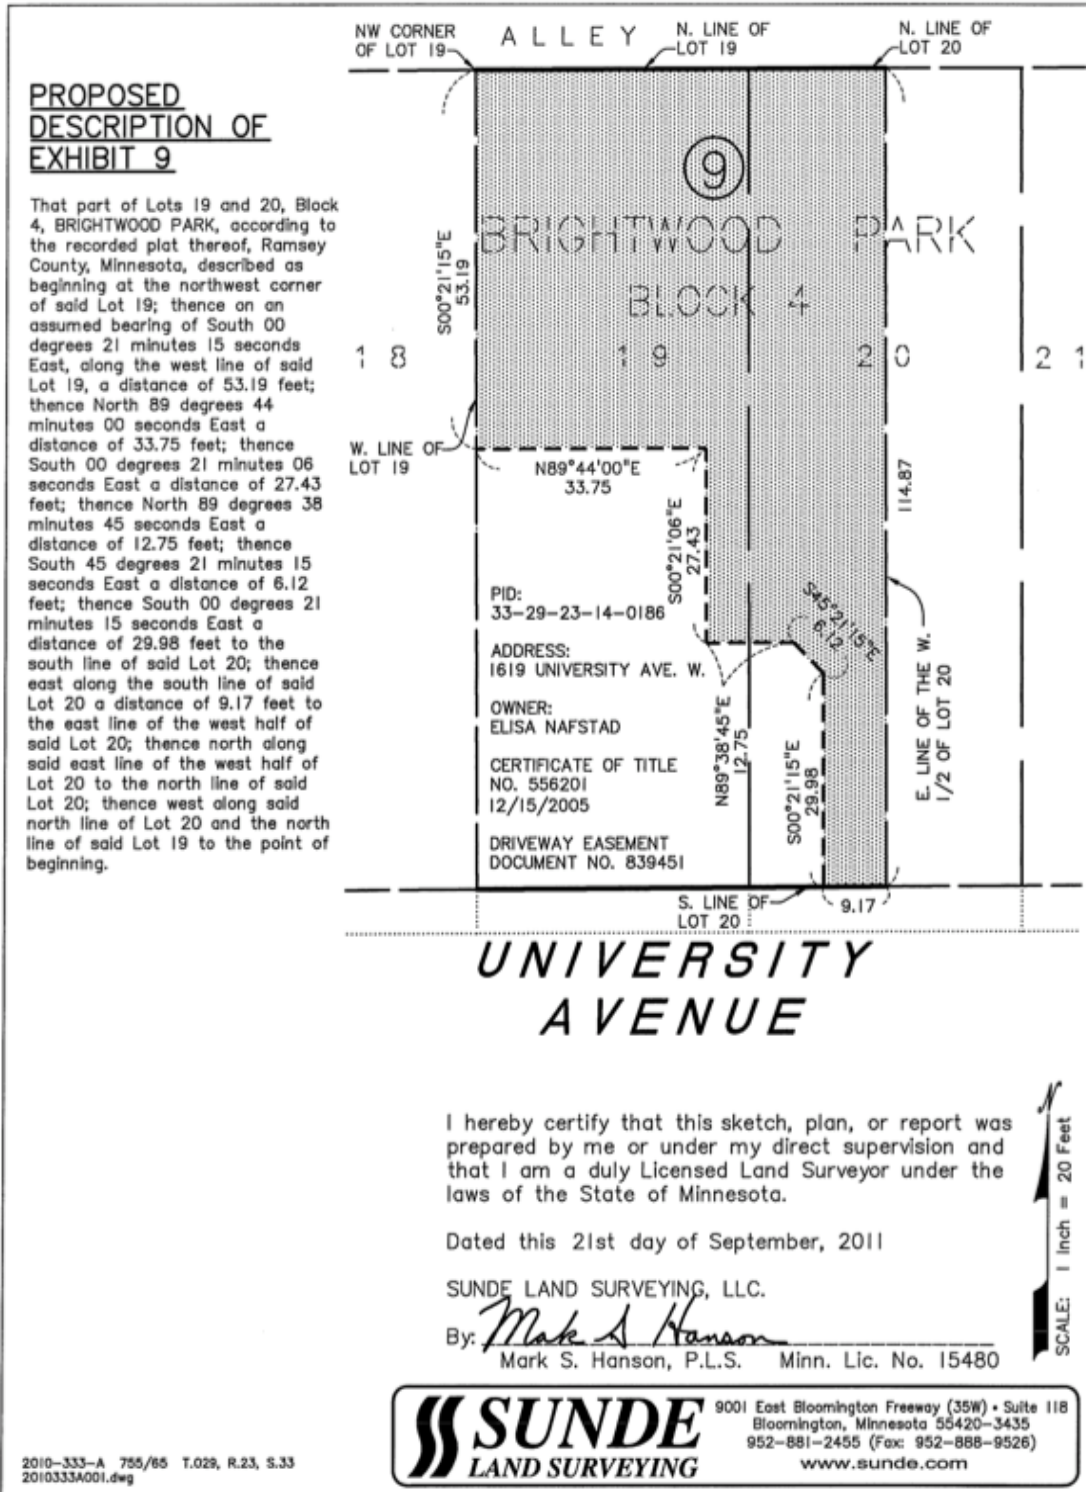 PROPOSED
DESCRIPTION OF
EXHIBIT 9
That part of Lots 19 and 20, Block
4, BRIGHTWOOD PARK, according to
the recorded plat thereof, Ramsey
County, Minnesota, described as
beginning at the northwest corner
of said Lot 19; thence on an
assumed bearing of South 00
degrees 21 minutes 15 seconds
East, along the west line of said
Lot 19, a distance of 53.19 feet;
thence North 89 degrees 44
minutes 00 seconds East a
distance of 33.75 feet; thence
South 00 degrees 21 minutes 06
seconds East a distance of 27.43
feet; thence North 89 degrees 38
minutes 45 seconds East a
distance of 12.75 feet; thence
South 45 degrees 21 minutes 15
seconds East a distance of 6.12
feet; thence South 00 degrees 21
minutes 15 seconds East a
distance of 29.98 feet to the
south line of said Lot 20; thence
east along the south line of said
Lot 20 a distance of 9.17 feet to
the east line of the west half of
said Lot 20; thence north along
said east line of the west half of
Lot 20 to the north line of said
Lot 20; thence west along said
north line of Lot 20 and the north
line of said Lot 19 to the point of
beginning.
NW CORNER
OF LOT 19
ALLEY
N. LINE OF
LOT 19
N. LINE OF
LOT 20
9
BRIGHTWOOD PARK
BLOCK 4
S00°21'15"E
53.19
18
19
20
21
W. LINE OF
LOT 19
N89°44'00"E
33.75
S00°21'06"E
27.43
114.87
S45°21'15"E
6.12
PID:
33-29-23-14-0186
ADDRESS:
1619 UNIVERSITY AVE. W.
OWNER:
ELISA NAFSTAD
CERTIFICATE OF TITLE
NO. 556201
12/15/2005
DRIVEWAY EASEMENT
DOCUMENT NO. 839451
N89°38'45"E
12.75
S00°21'15"E
29.98
E. LINE OF THE W.
1/2 OF LOT 20
S. LINE OF
LOT 20
9.17
UNIVERSITY
AVENUE
I hereby certify that this sketch, plan, or report was
prepared by me or under my direct supervision and
that I am a duly Licensed Land Surveyor under the
laws of the State of Minnesota.
Dated this 21st day of September, 2011
SUNDE LAND SURVEYING, LLC.
By: Mark S Hanson
Mark S. Hanson, P.L.S. Minn. Lic. No. 15480
N
SCALE: 1 Inch = 20 Feet
SUNDE
LAND SURVEYING
9001 East Bloomington Freeway (35W) • Suite 118
Bloomington, Minnesota 55420-3435
952-881-2455 (Fax: 952-888-9526)
www.sunde.com
2010-333-A 755/65 T.029, R.23, S.33
2010333A001.dwg